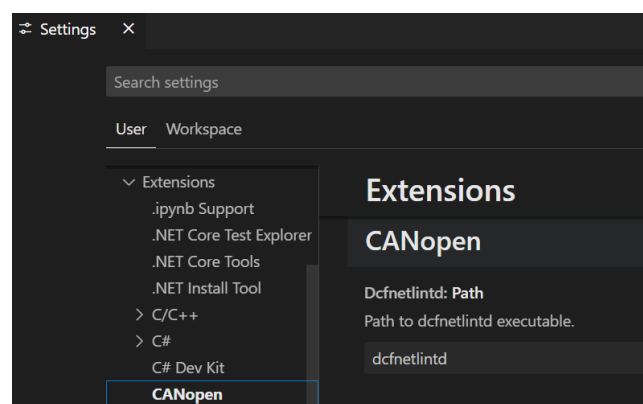 Settings
Search settings
User Workspace
Extensions
.ipynb Support
.NET Core Test Explorer
.NET Core Tools
.NET Install Tool
C/C++
C#
C# Dev Kit
CANopen
Extensions
CANopen
Dcfnetlintd: Path
Path to dcfnetlintd executable.
dcfnetlintd